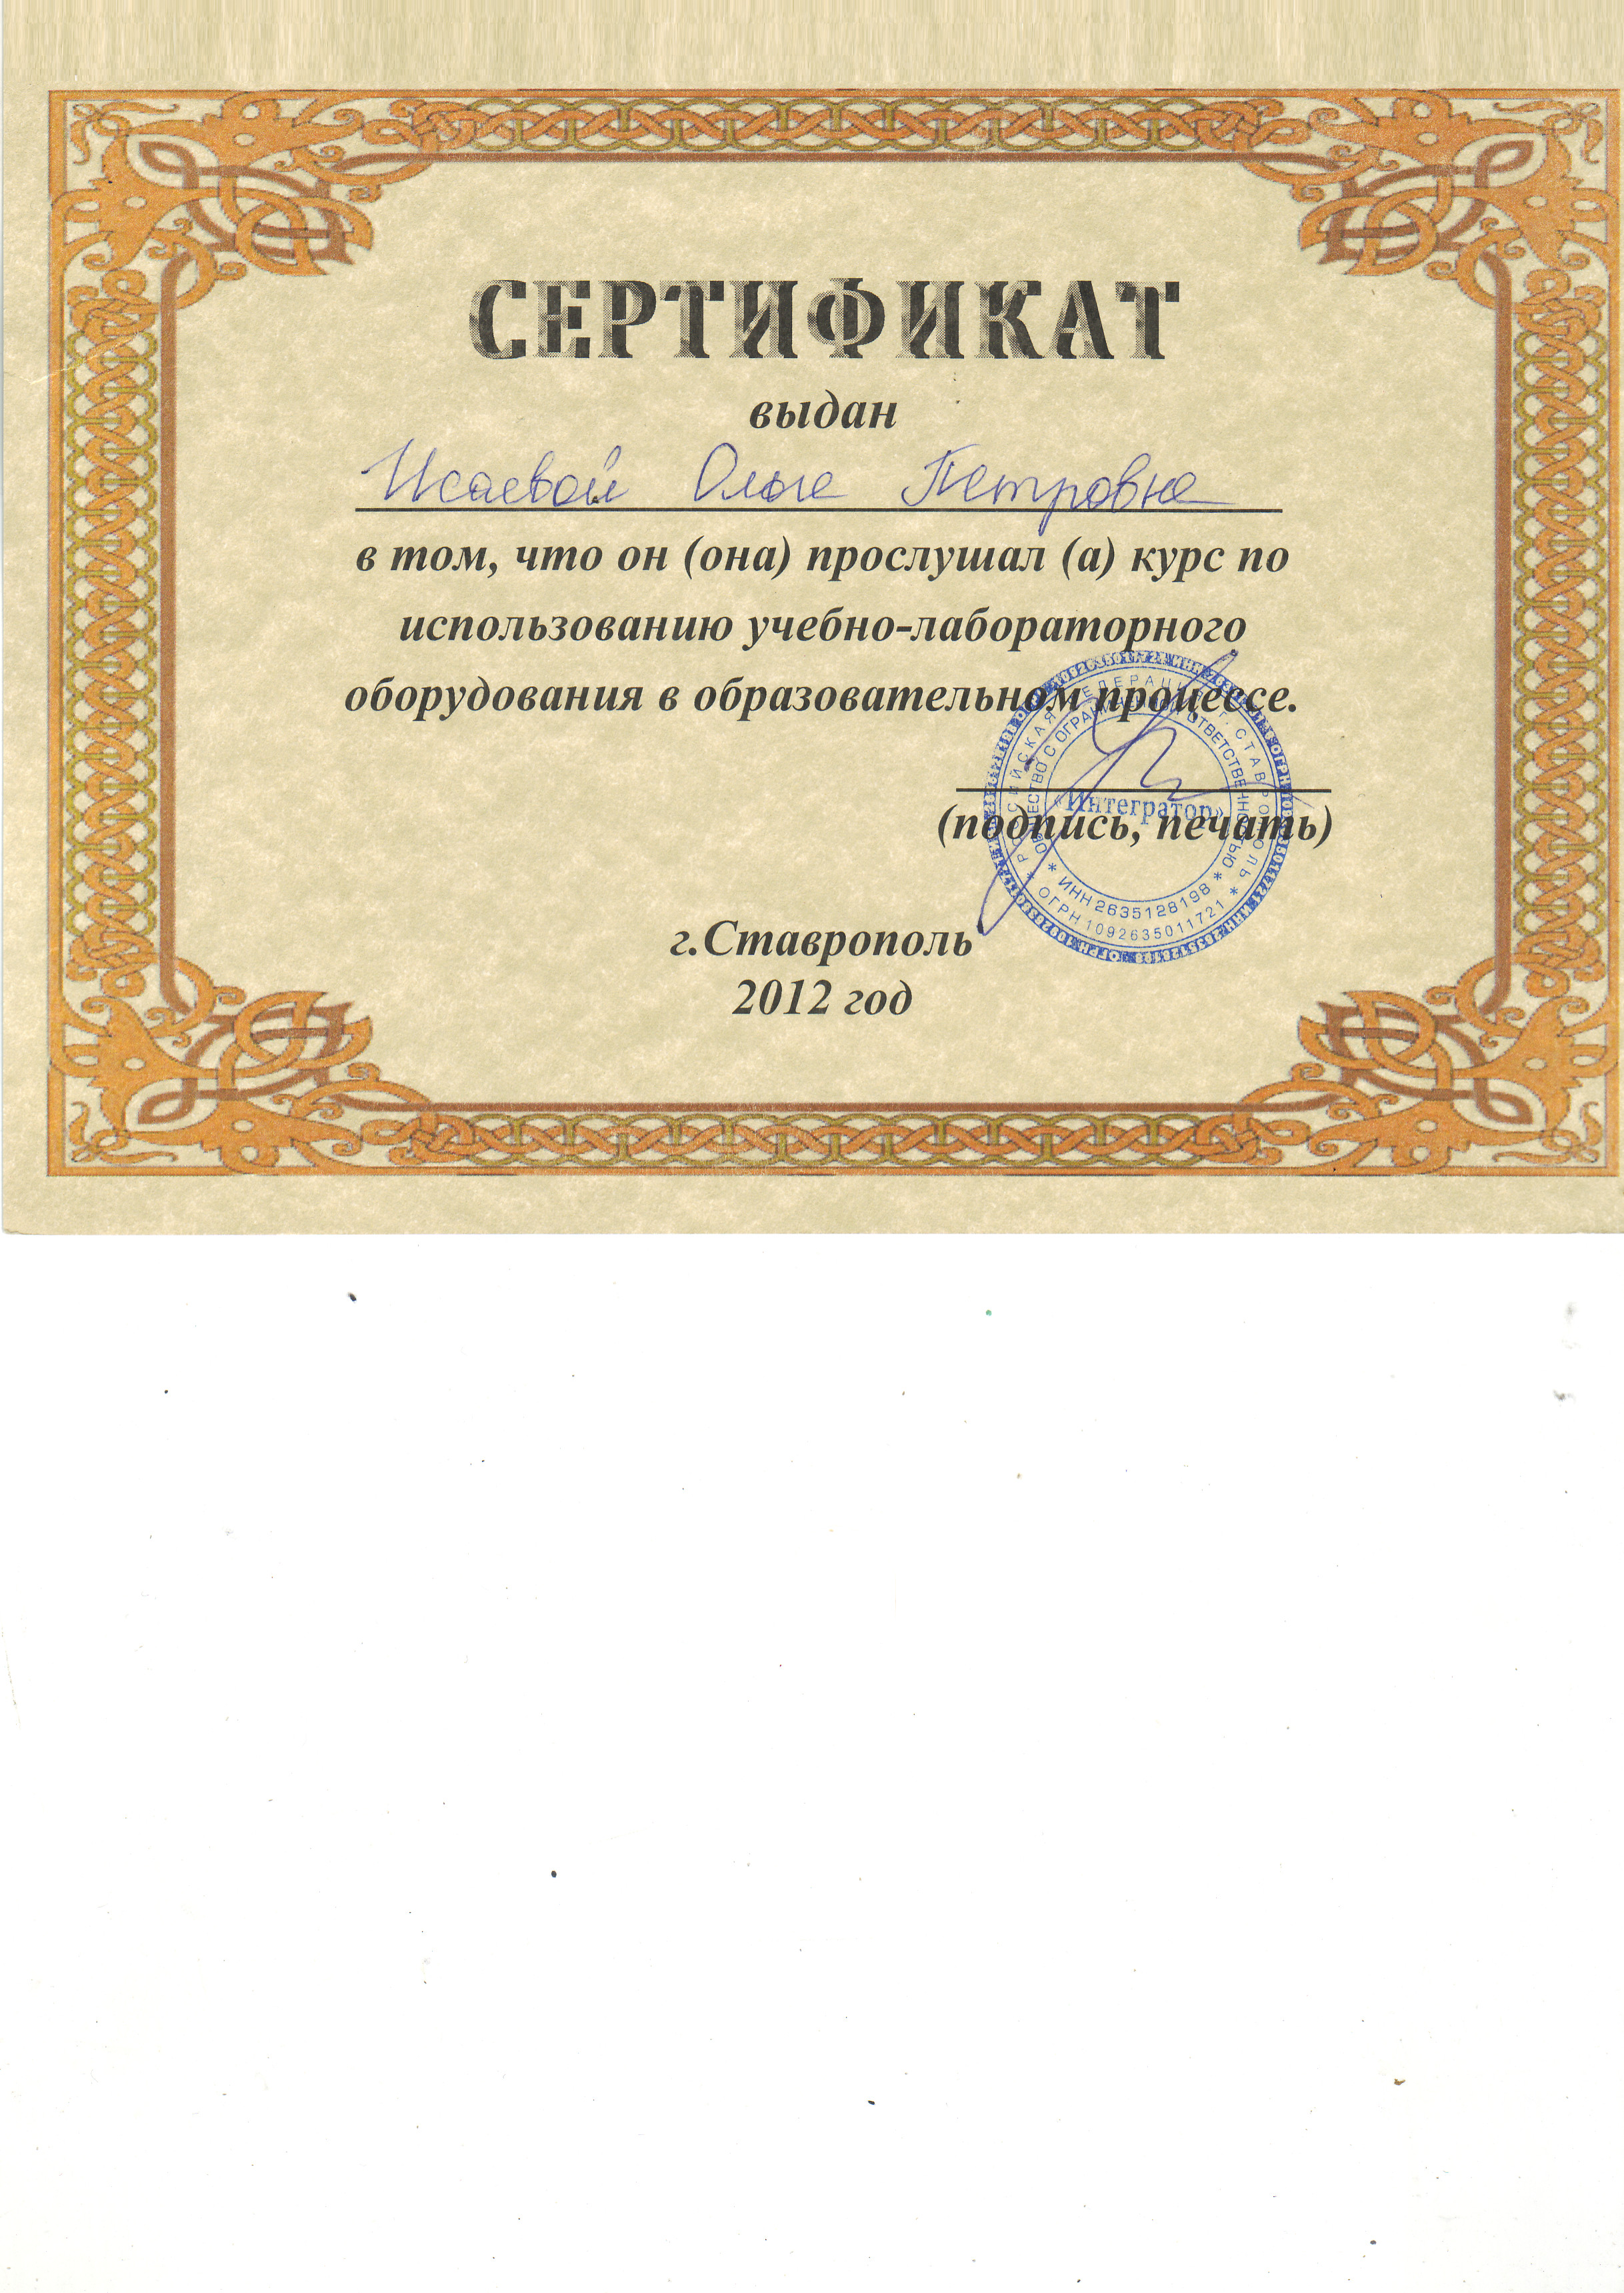 СЕРТИФИКАТ
выдан
Исаевой Ольге Петровне
в том, что он (она) прослушал (а) курс по
использованию учебно-лабораторного
оборудования в образовательном процессе.
(подпись, печать)
РОССИЙСКАЯ ФЕДЕРАЦИЯ г. СТАВРОПОЛЬ
ОБЩЕСТВО С ОГРАНИЧЕННОЙ ОТВЕТСТВЕННОСТЬЮ
«Интегратор»
* ИНН 2635128198 *
* ОГРН 1092635011721 *
г.Ставрополь
2012 год